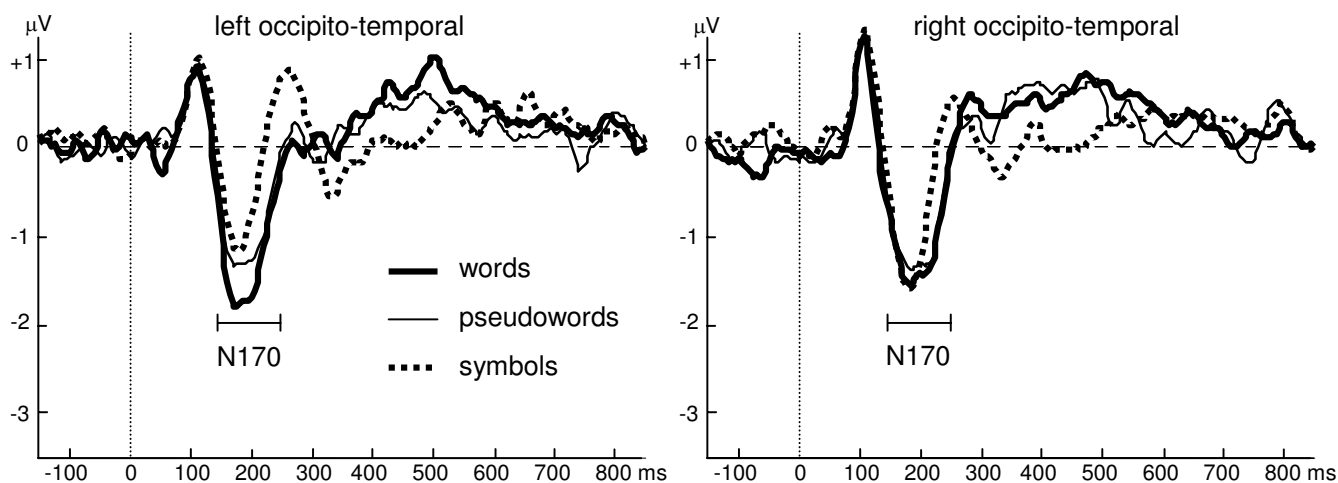 μV left occipito-temporal
+1
0
-1
-2
-3
words
pseudowords
symbols
N170
-100 0 100 200 300 400 500 600 700 800 ms
μV right occipito-temporal
+1
0
-1
-2
-3
N170
-100 0 100 200 300 400 500 600 700 800 ms